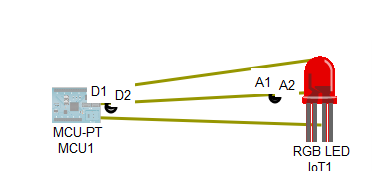 D1 D2
A1 A2
MCU-PT
MCU1
RGB LED
IoT1